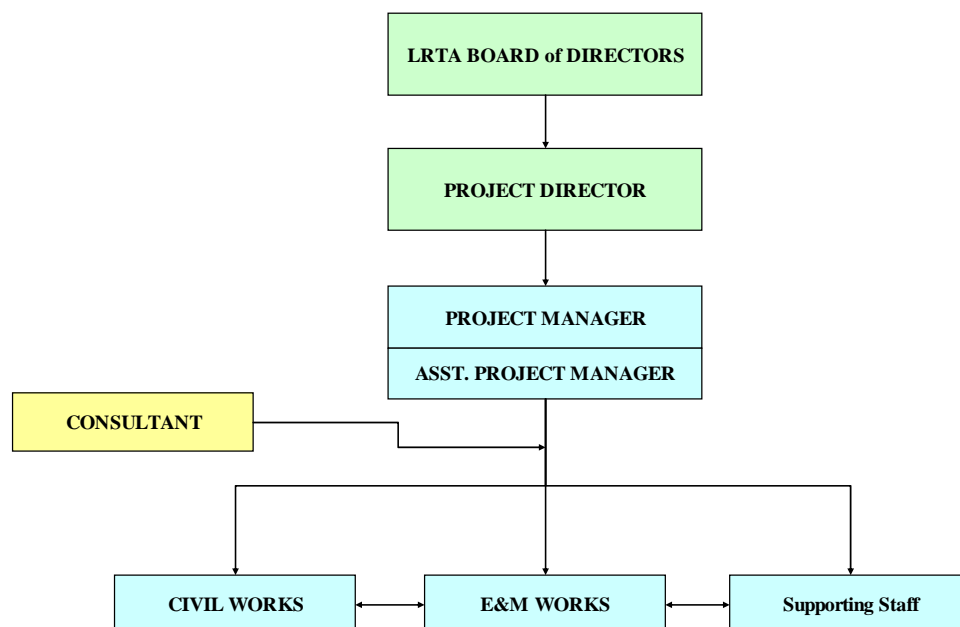 LRTA BOARD of DIRECTORS
PROJECT DIRECTOR
PROJECT MANAGER
ASST. PROJECT MANAGER
CONSULTANT
CIVIL WORKS
E&M WORKS
Supporting Staff